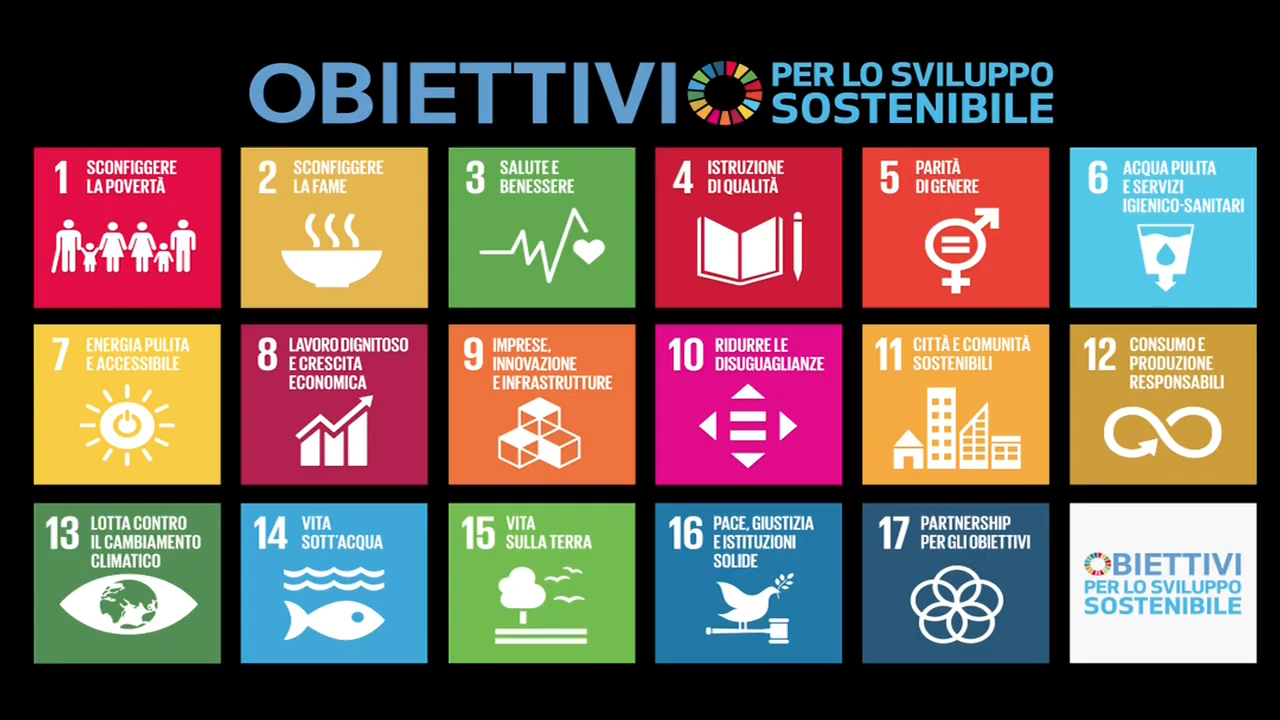 OBIETTIVI
PER LO SVILUPPO
SOSTENIBILE
1 SCONFIGGERE
LA POVERTÀ
2 SCONFIGGERE
LA FAME
3 SALUTE E
BENESSERE
4 ISTRUZIONE
DI QUALITÀ
5 PARITÀ
DI GENERE
6 ACQUA PULITA
E SERVIZI
IGIENICO-SANITARI
7 ENERGIA PULITA
E ACCESSIBILE
8 LAVORO DIGNITOSO
E CRESCITA
ECONOMICA
9 IMPRESE,
INNOVAZIONE
E INFRASTRUTTURE
10 RIDURRE LE
DISUGUAGLIANZE
11 CITTÀ E COMUNITÀ
SOSTENIBILI
12 CONSUMO E
PRODUZIONE
RESPONSABILI
13 LOTTA CONTRO
IL CAMBIAMENTO
CLIMATICO
14 VITA
SOTT'ACQUA
15 VITA
SULLA TERRA
16 PACE, GIUSTIZIA
E ISTITUZIONI
SOLIDE
17 PARTNERSHIP
PER GLI OBIETTIVI
OBIETTIVI
PER LO SVILUPPO
SOSTENIBILE